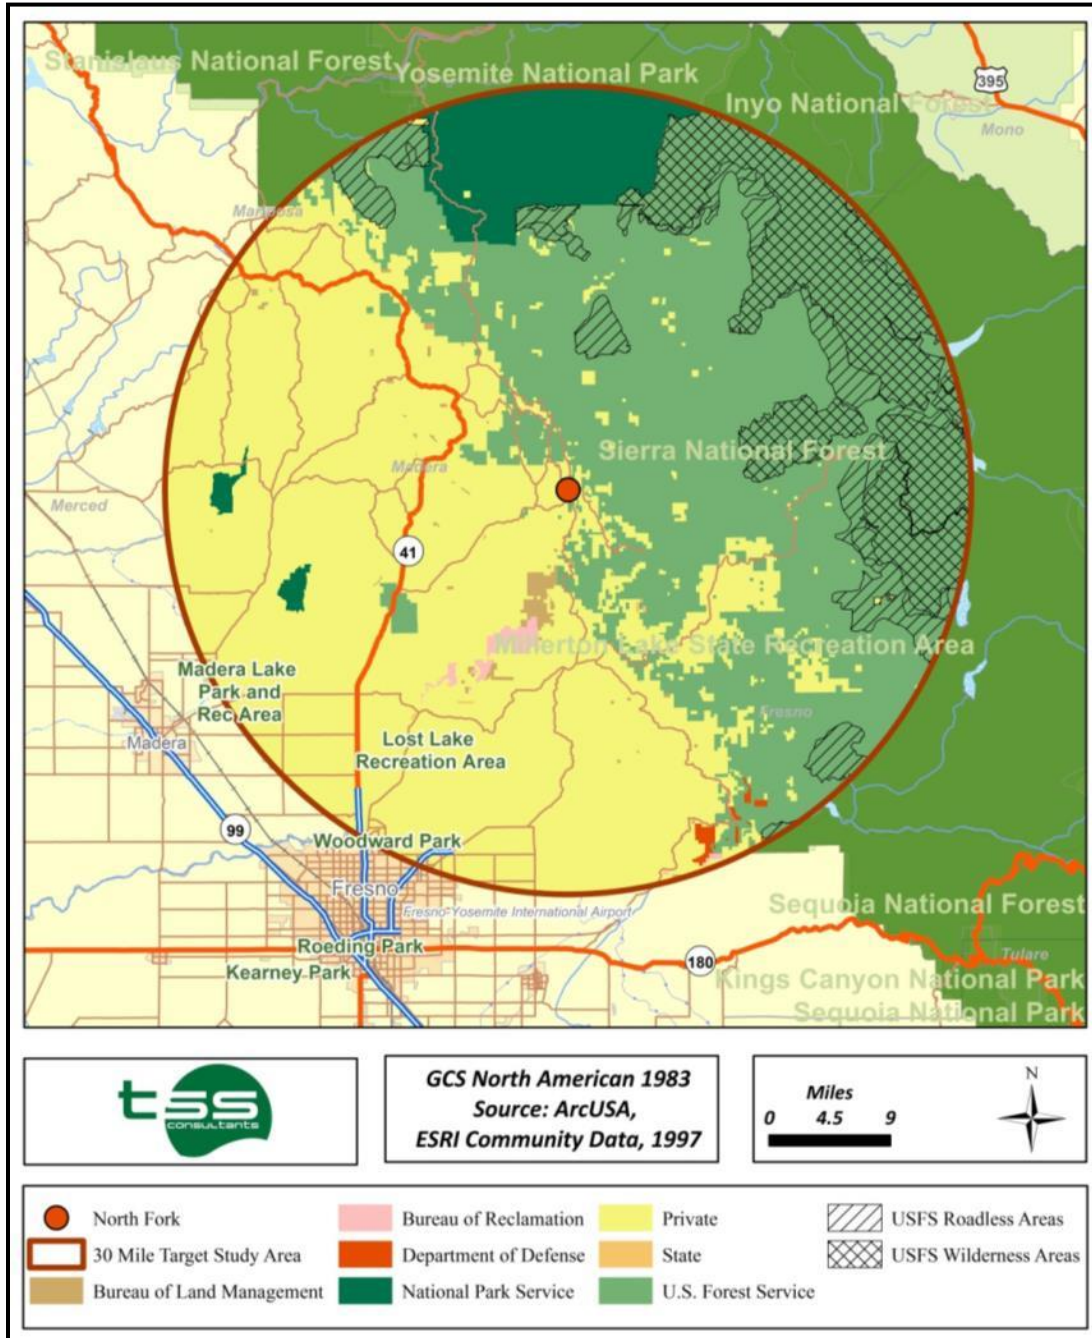 Stanislaus National Forest
Yosemite National Park
395
Inyo National Forest
Mono
Mariposa
Sierra National Forest
Madera
Merced
41
Millerton Lake State Recreation Area
Madera Lake
Park and
Rec Area
Fresno
Madera
Lost Lake
Recreation Area
99
Woodward Park
Fresno
Fresno-Yosemite International Airport
Sequoia National Forest
Roeding Park
180
Tulare
Kearney Park
Kings Canyon National Park
Sequoia National Park
tss
consultants
GCS North American 1983
Source: ArcUSA,
ESRI Community Data, 1997
Miles
0 4.5 9
N
North Fork
30 Mile Target Study Area
Bureau of Land Management
Bureau of Reclamation
Department of Defense
National Park Service
Private
State
U.S. Forest Service
USFS Roadless Areas
USFS Wilderness Areas